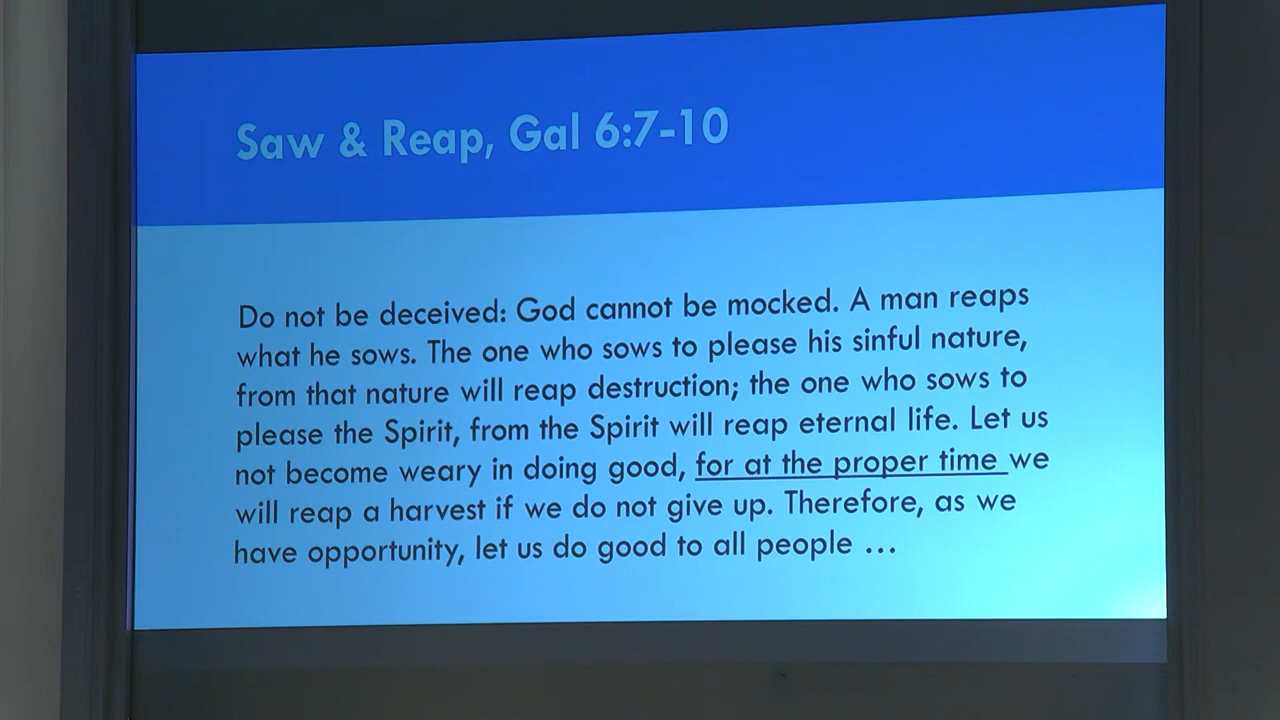 Saw & Reap, Gal 6:7-10
Do not be deceived: God cannot be mocked. A man reaps
what he sows. The one who sows to please his sinful nature,
from that nature will reap destruction; the one who sows to
please the Spirit, from the Spirit will reap eternal life. Let us
not become weary in doing good, for at the proper time we
will reap a harvest if we do not give up. Therefore, as we
have opportunity, let us do good to all people ...